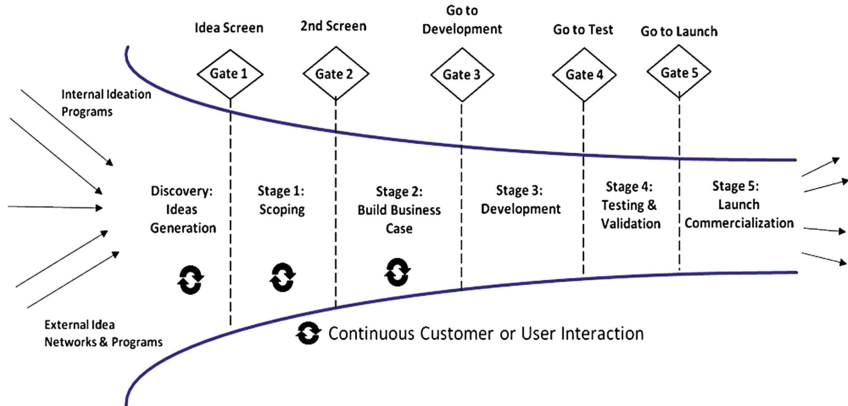 Idea Screen
2nd Screen
Go to
Development
Go to Test
Go to Launch
Gate 1
Gate 2
Gate 3
Gate 4
Gate 5
Internal Ideation
Programs
Discovery:
Ideas
Generation
Stage 1:
Scoping
Stage 2:
Build Business
Case
Stage 3:
Development
Stage 4:
Testing &
Validation
Stage 5:
Launch
Commercialization
External Idea
Networks & Programs
Continuous Customer or User Interaction